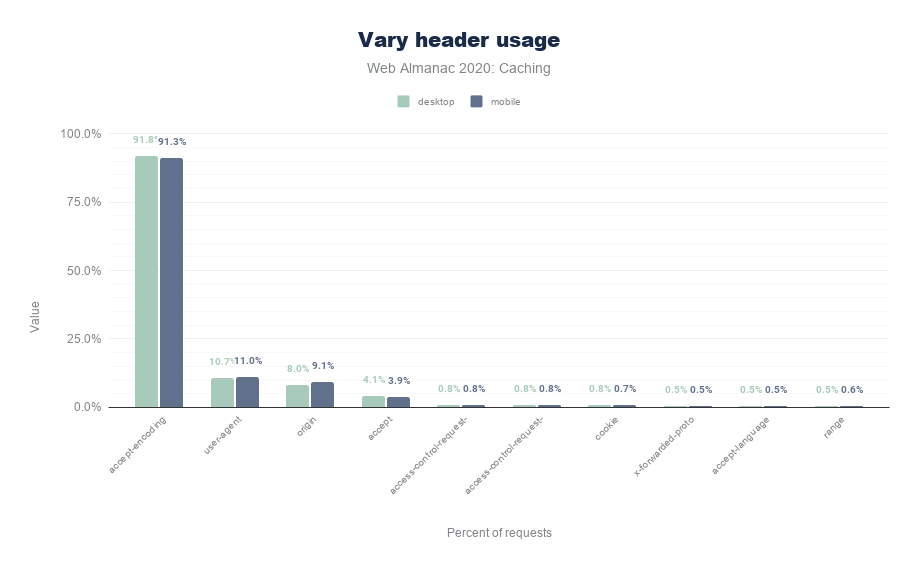 Vary header usage
Web Almanac 2020: Caching
desktop mobile
100.0%
75.0%
50.0%
25.0%
0.0%
Value
91.8% 91.3%
10.7% 11.0%
8.0% 9.1%
4.1% 3.9%
0.8% 0.8%
0.8% 0.8%
0.8% 0.7%
0.5% 0.5%
0.5% 0.5%
0.5% 0.6%
accept-encoding
user-agent
origin
accept
access-control-request-
access-control-request-
cookie
x-forwarded-proto
accept-language
range
Percent of requests